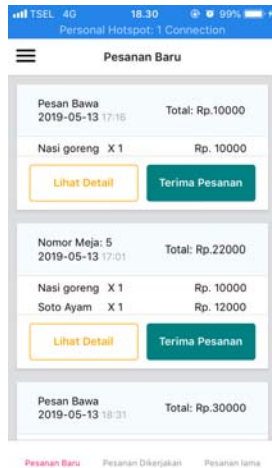 TSEL 4G 18.30 99%
Personal Hotspot: 1 Connection
Pesanan Baru
Pesan Bawa
2019-05-13 17:16 Total: Rp.10000
Nasi goreng X 1 Rp. 10000
Lihat Detail Terima Pesanan
Nomor Meja: 5
2019-05-13 17:01 Total: Rp.22000
Nasi goreng X 1 Rp. 10000
Soto Ayam X 1 Rp. 12000
Lihat Detail Terima Pesanan
Pesan Bawa
2019-05-13 18:31 Total: Rp.30000
Pesanan Baru Pesanan Dikerjakan Pesanan lama